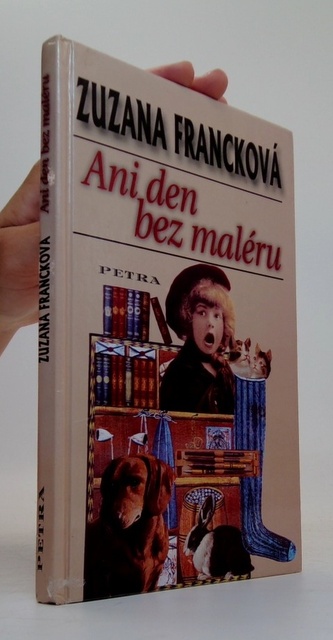 ZUZANA FRANCKOVÁ
Ani den
bez maléru
PETRA
PETRA ZUZANA FRANCKOVÁ Ani den bez maléru